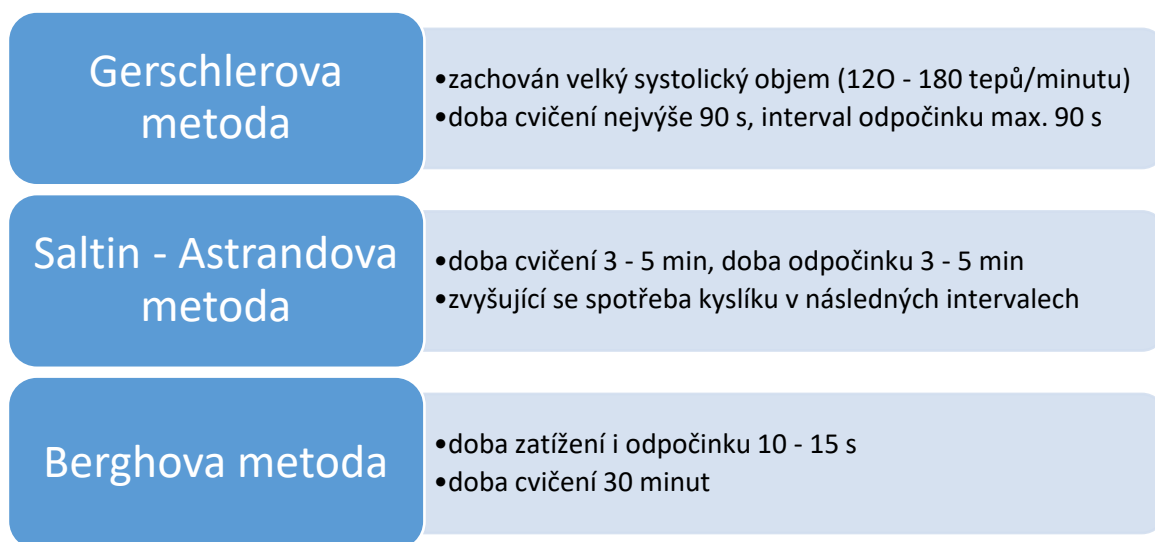 Gerschlerova
metoda
•zachován velký systolický objem (12O - 180 tepů/minutu)
•doba cvičení nejvýše 90 s, interval odpočinku max. 90 s
Saltin - Astrandova
metoda
•doba cvičení 3 - 5 min, doba odpočinku 3 - 5 min
•zvyšující se spotřeba kyslíku v následných intervalech
Berghova metoda
•doba zatížení i odpočinku 10 - 15 s
•doba cvičení 30 minut